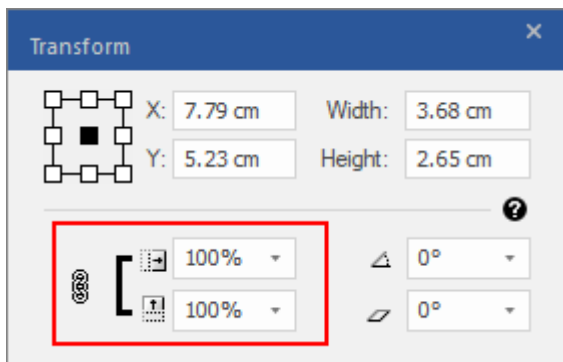 Transform
X: 7.79 cm Width: 3.68 cm
Y: 5.23 cm Height: 2.65 cm
?
100% 0°
100% 0°